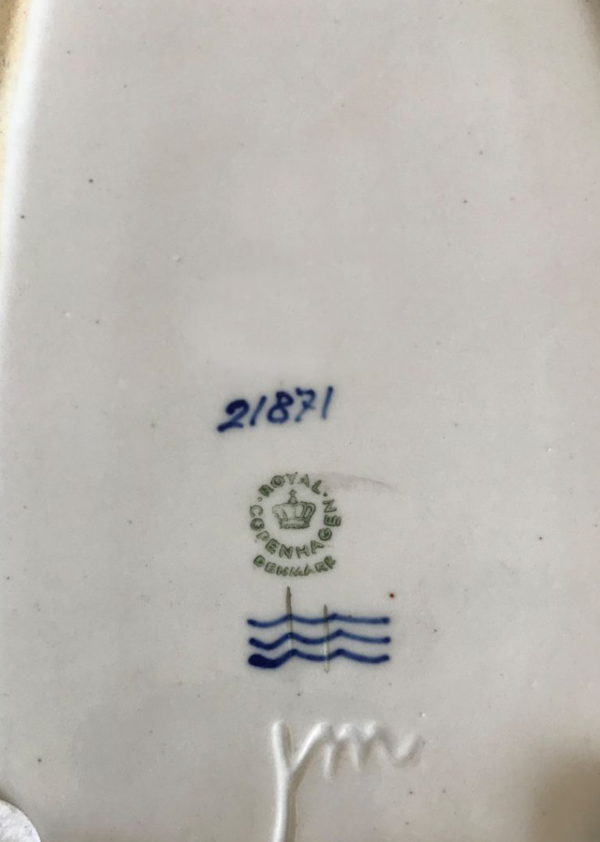 21871
ROYAL
COPENHAGEN
DENMARK